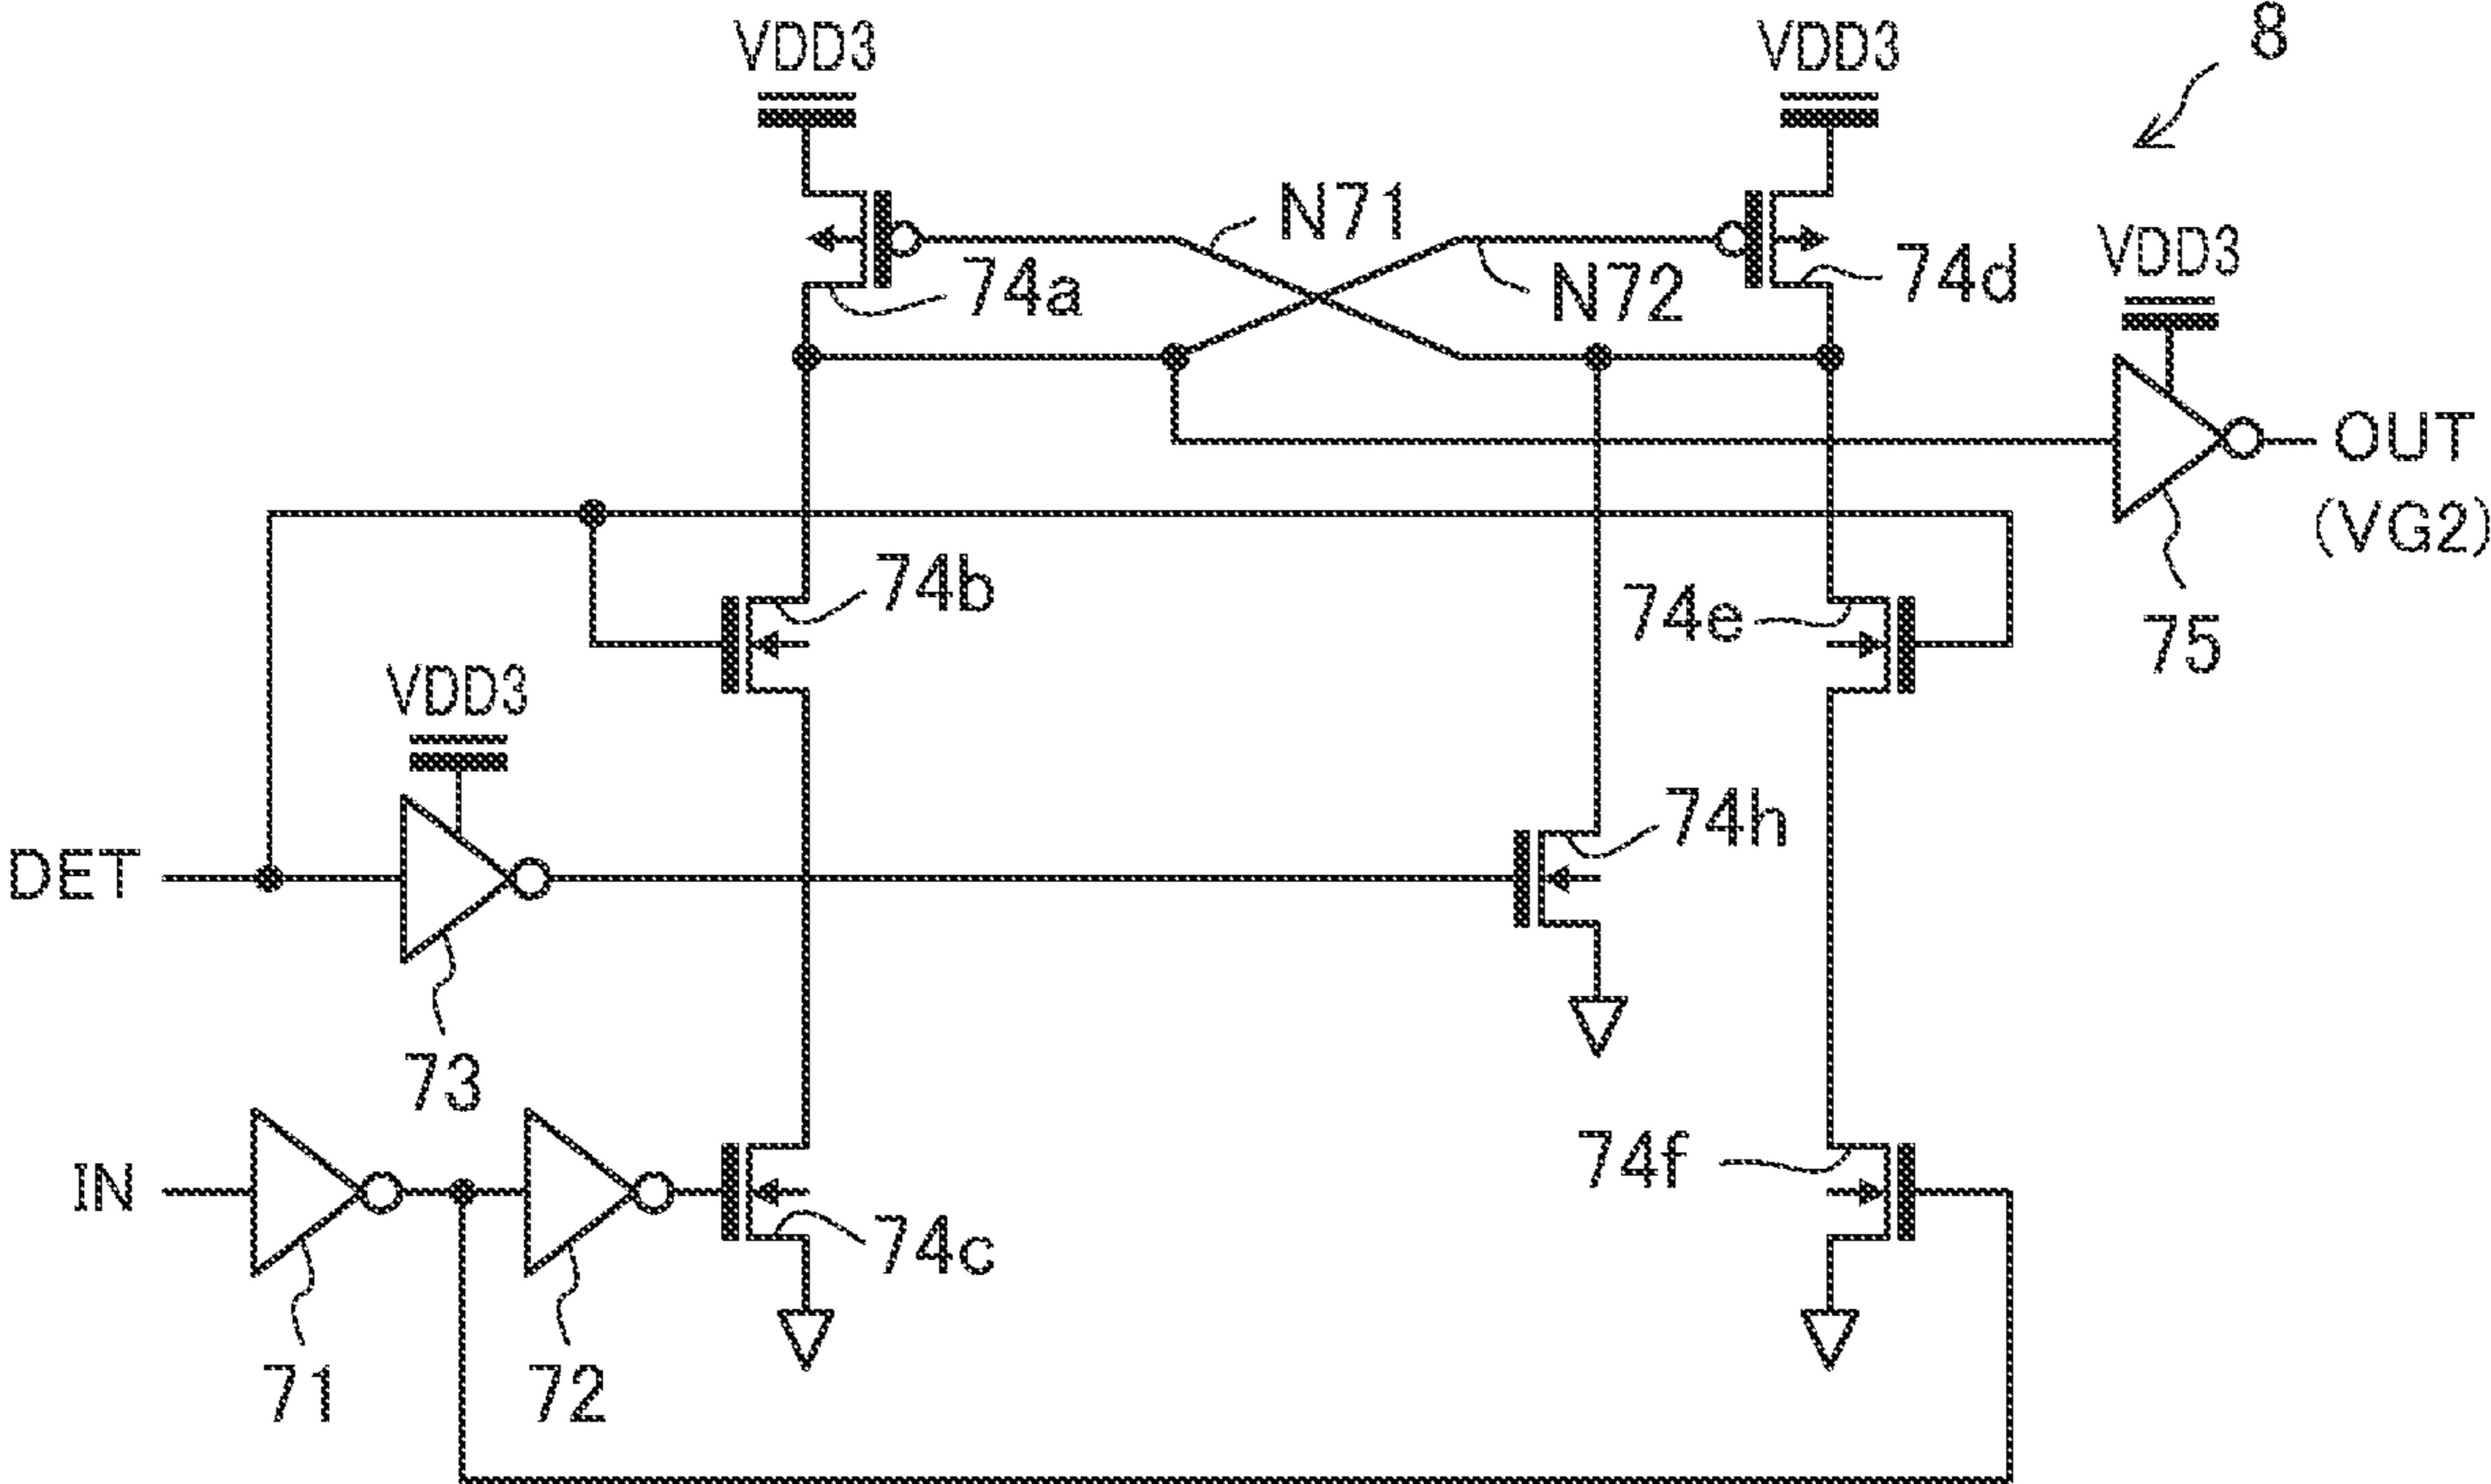 8
VDD3
VDD3
N71
N72
74a
74d
VDD3
OUT
(VG2)
74b
74e
75
VDD3
74h
DET
73
74f
IN
74c
71
72